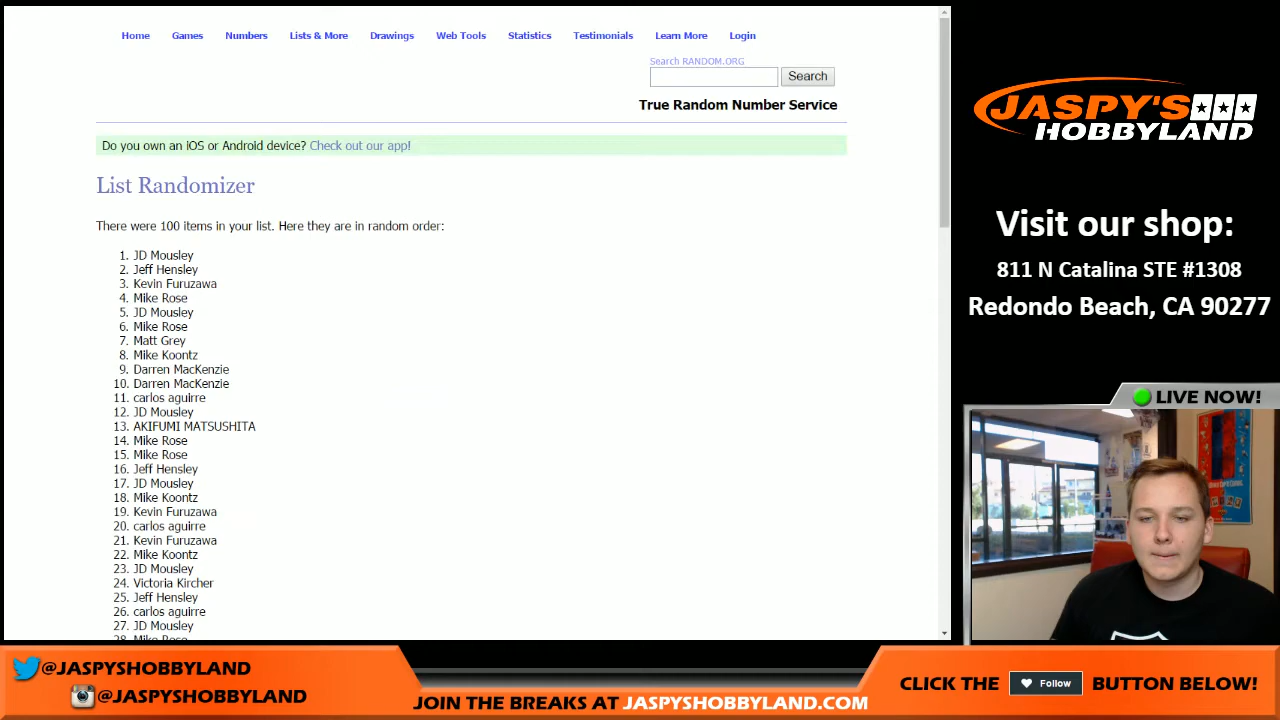 Home Games Numbers Lists & More Drawings Web Tools Statistics Testimonials Learn More Login
Search RANDOM.ORG
Search
True Random Number Service
Do you own an iOS or Android device? Check out our app!
List Randomizer
There were 100 items in your list. Here they are in random order:
1. JD Mousley
2. Jeff Hensley
3. Kevin Furuzawa
4. Mike Rose
5. JD Mousley
6. Mike Rose
7. Matt Grey
8. Mike Koontz
9. Darren MacKenzie
10. Darren MacKenzie
11. carlos aguirre
12. JD Mousley
13. AKIFUMI MATSUSHITA
14. Mike Rose
15. Mike Rose
16. Jeff Hensley
17. JD Mousley
18. Mike Koontz
19. Kevin Furuzawa
20. carlos aguirre
21. Kevin Furuzawa
22. Mike Koontz
23. JD Mousley
24. Victoria Kircher
25. Jeff Hensley
26. carlos aguirre
27. JD Mousley
28. Mike Rose
JASPY'S
HOBBYLAND
Visit our shop:
811 N Catalina STE #1308
Redondo Beach, CA 90277
LIVE NOW!
@JASPYSHOBBYLAND
@JASPYSHOBBYLAND
JOIN THE BREAKS AT JASPYSHOBBYLAND.COM
CLICK THE Follow BUTTON BELOW!